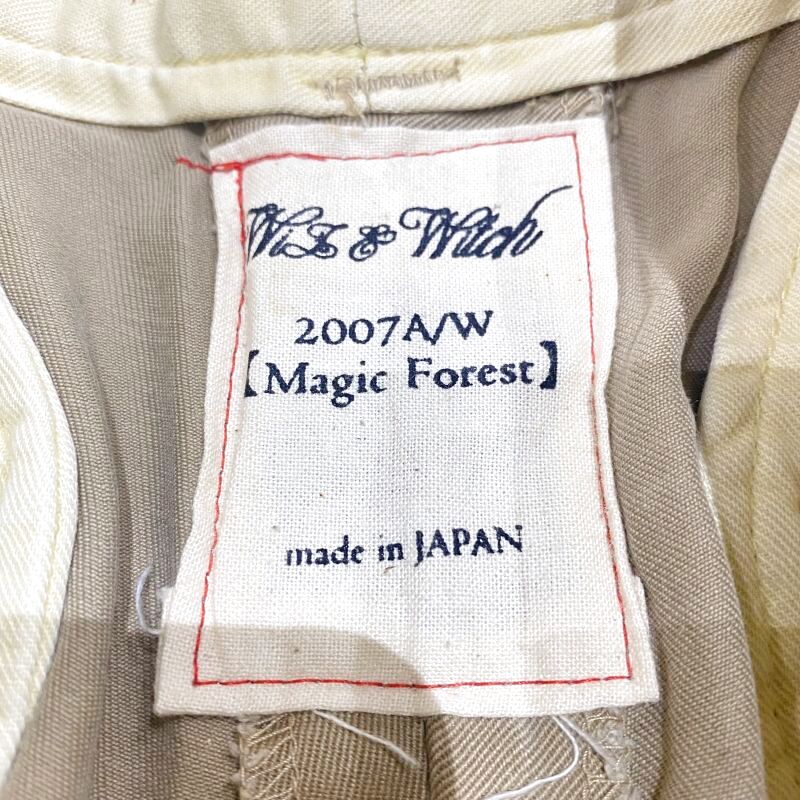 Wiz & Witch
2007A/W
【Magic Forest】
made in JAPAN